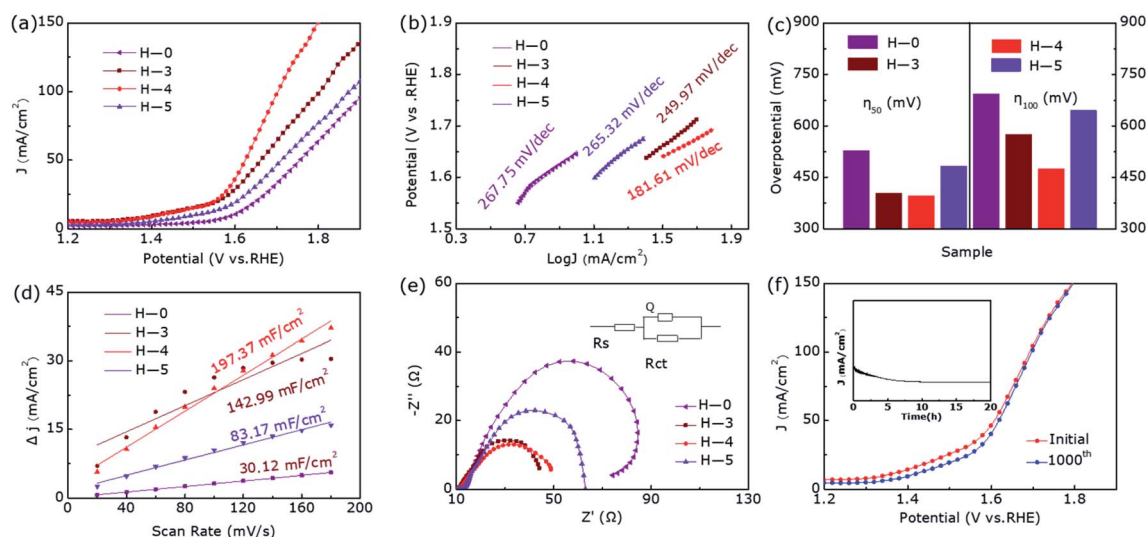 (a)
150
100
50
0
J (mA/cm²)
H—0
H—3
H—4
H—5
1.2 1.4 1.6 1.8
Potential (V vs.RHE)
(b)
1.9
1.8
1.7
1.6
1.5
Potential (V vs .RHE)
H—0
H—3
H—4
H—5
267.75 mV/dec
265.32 mV/dec
249.97 mV/dec
181.61 mV/dec
0.3 0.7 1.1 1.5 1.9
LogJ (mA/cm²)
(c)
900 900
750 750
600 600
450 450
300 300
Overpotential (mV)
H—0 H—4
H—3 H—5
η50 (mV) η100 (mV)
Sample
(d)
60
45
30
15
0
Δ j (mA/cm²)
H—0
H—3
H—4
H—5
197.37 mF/cm²
142.99 mF/cm²
83.17 mF/cm²
30.12 mF/cm²
0 40 80 120 160 200
Scan Rate (mV/s)
(e)
60
40
20
0
-Z'' (Ω)
Q
Rs
Rct
H—0
H—3
H—4
H—5
10 40 70 100 130
Z' (Ω)
(f)
150
100
50
0
J (mA/cm²)
J (mA/cm²)
0 5 10 15 20
Time(h)
Initial
1000th
1.2 1.4 1.6 1.8
Potential (V vs.RHE)